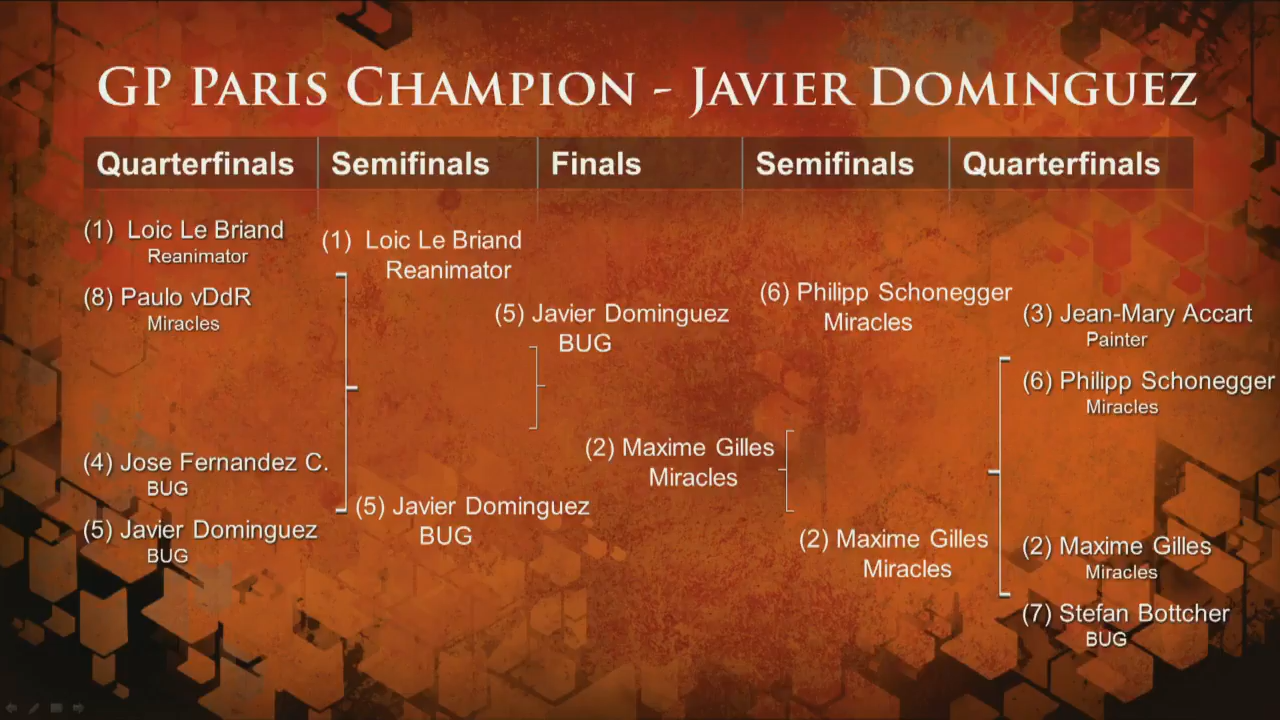 GP Paris Champion - Javier Dominguez
Quarterfinals Semifinals Finals Semifinals Quarterfinals
(1) Loic Le Briand
Reanimator
(8) Paulo vDdR
Miracles
(4) Jose Fernandez C.
BUG
(5) Javier Dominguez
BUG
(1) Loic Le Briand
Reanimator
(5) Javier Dominguez
BUG
(5) Javier Dominguez
BUG
(2) Maxime Gilles
Miracles
(6) Philipp Schonegger
Miracles
(2) Maxime Gilles
Miracles
(3) Jean-Mary Accart
Painter
(6) Philipp Schonegger
Miracles
(2) Maxime Gilles
Miracles
(7) Stefan Bottcher
BUG